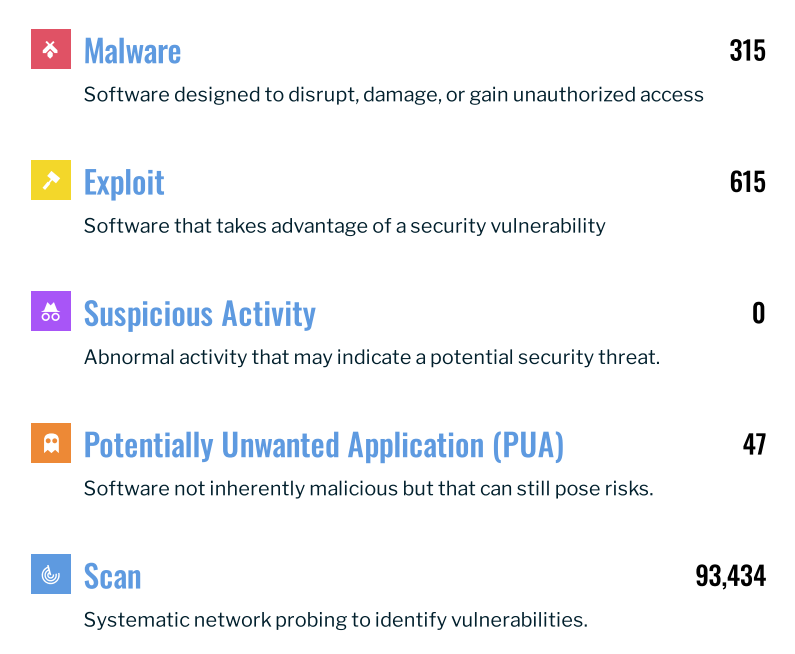 Malware 315
Software designed to disrupt, damage, or gain unauthorized access
Exploit 615
Software that takes advantage of a security vulnerability
Suspicious Activity 0
Abnormal activity that may indicate a potential security threat.
Potentially Unwanted Application (PUA) 47
Software not inherently malicious but that can still pose risks.
Scan 93,434
Systematic network probing to identify vulnerabilities.